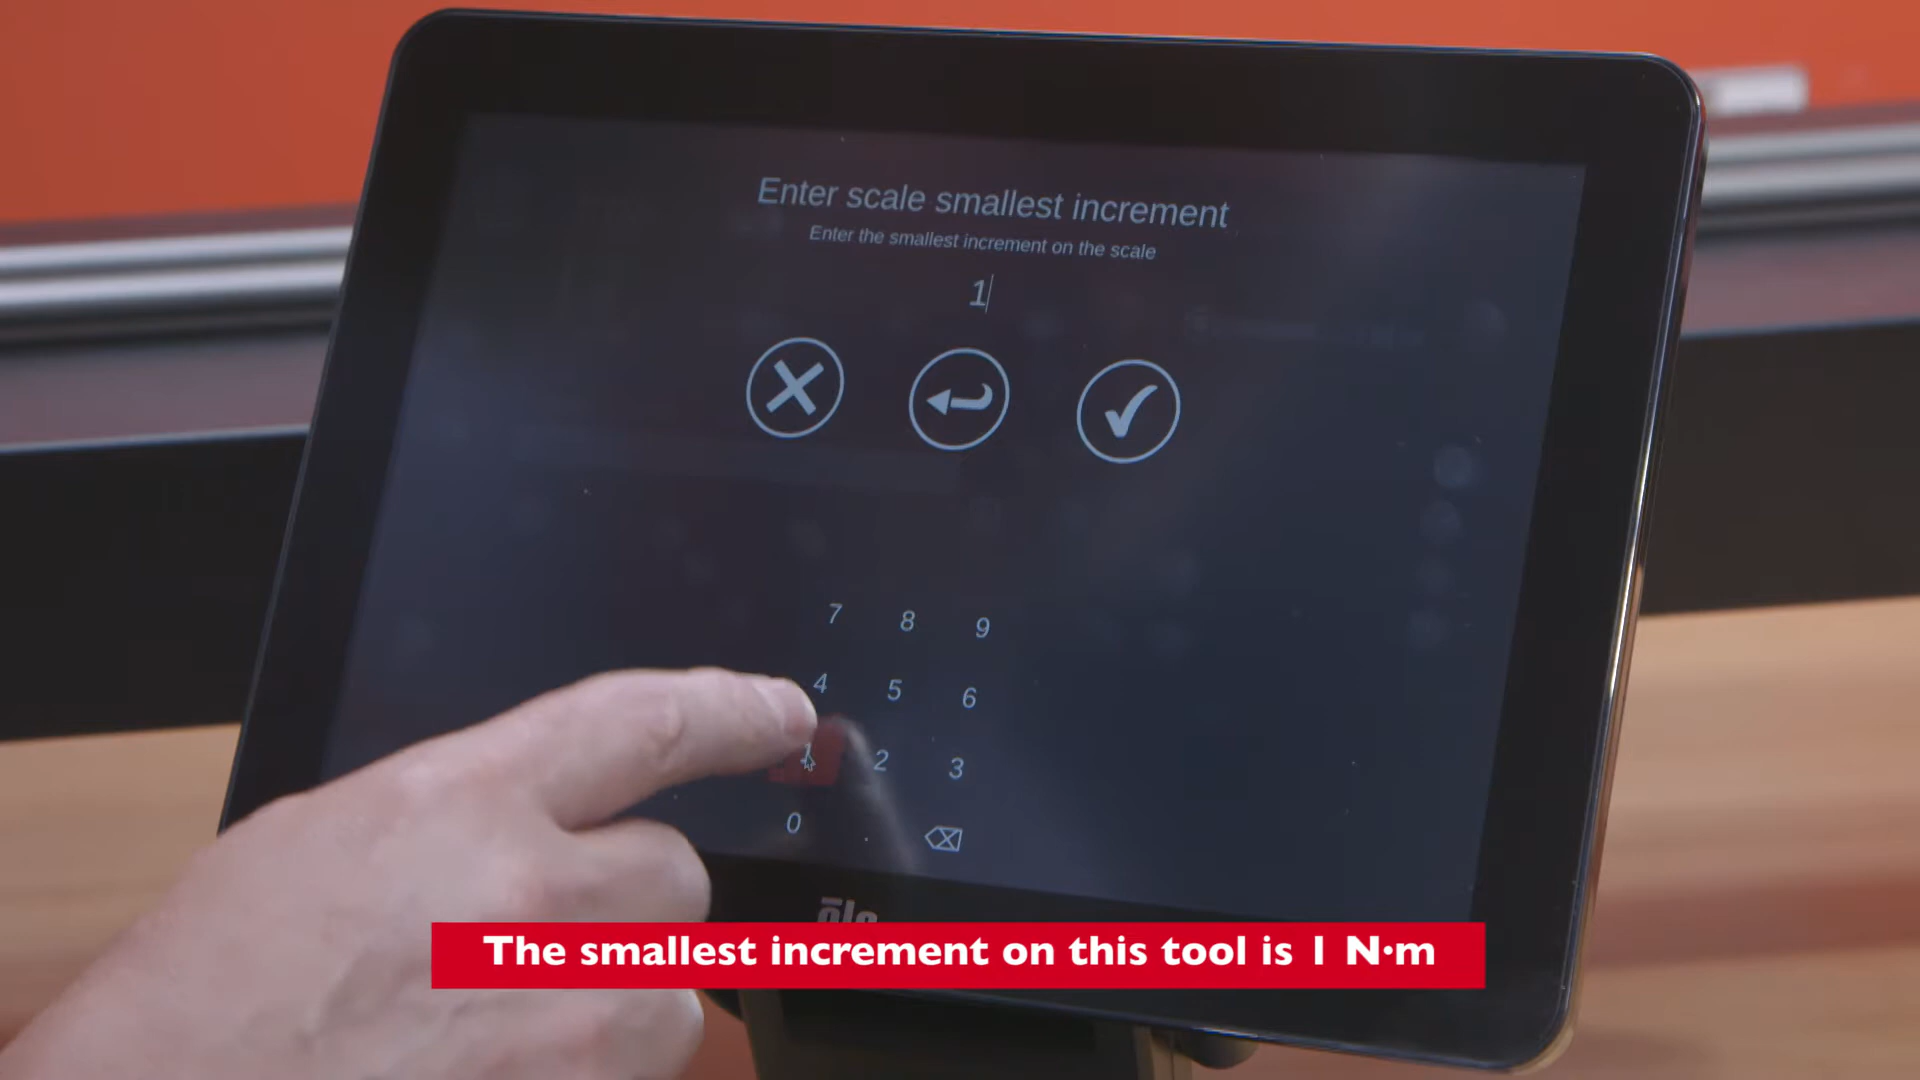 Enter scale smallest increment
Enter the smallest increment on the scale
1
7 8 9
4 5 6
1 2 3
0 .
The smallest increment on this tool is 1 N·m